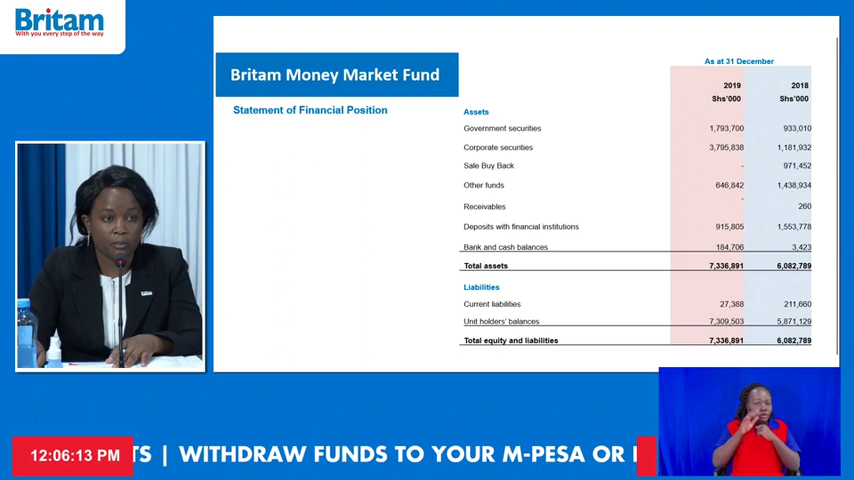 Britam
With you every step of the way
Britam Money Market Fund
Statement of Financial Position
As at 31 December
2019 2018
Shs'000 Shs'000
Assets
Government securities 1,793,700 933,010
Corporate securities 3,795,838 1,181,932
Sale Buy Back - 971,452
Other funds 646,842 1,438,934
Receivables - 260
Deposits with financial institutions 915,805 1,553,778
Bank and cash balances 184,706 3,423
Total assets 7,336,891 6,082,789
Liabilities
Current liabilities 27,388 211,660
Unit holders' balances 7,309,503 5,871,129
Total equity and liabilities 7,336,891 6,082,789
12:06:13 PM TS | WITHDRAW FUNDS TO YOUR M-PESA OR